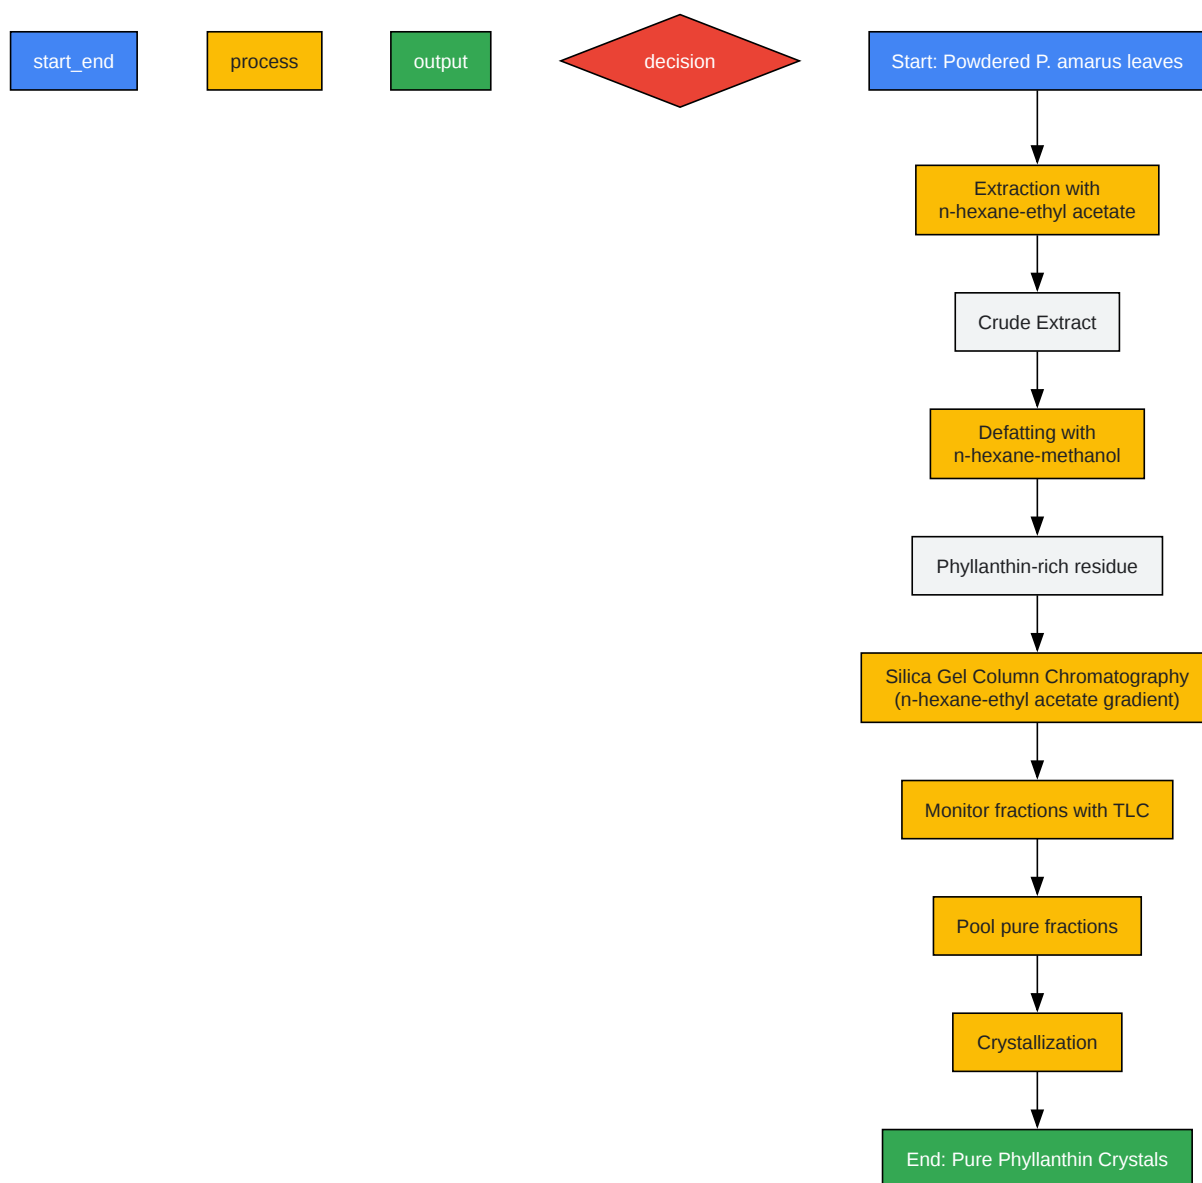 start_end
process
output
decision
Start: Powdered P. amarus leaves
Extraction with
n-hexane-ethyl acetate
Crude Extract
Defatting with
n-hexane-methanol
Phyllanthin-rich residue
Silica Gel Column Chromatography
(n-hexane-ethyl acetate gradient)
Monitor fractions with TLC
Pool pure fractions
Crystallization
End: Pure Phyllanthin Crystals